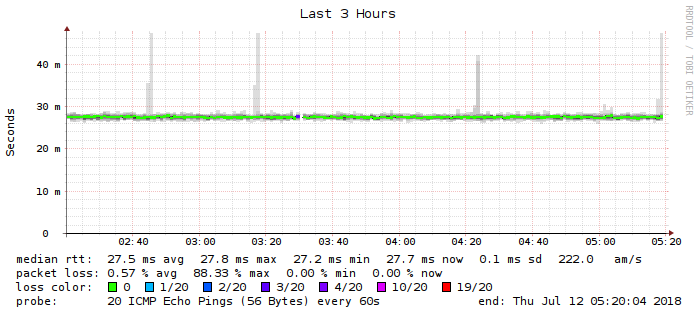 Last 3 Hours
RRDTOOL / TOBI OETIKER
Seconds
40 m
30 m
20 m
10 m
0
02:40 03:00 03:20 03:40 04:00 04:20 04:40 05:00 05:20
median rtt: 27.5 ms avg 27.8 ms max 27.2 ms min 27.7 ms now 0.1 ms sd 222.0 am/s
packet loss: 0.57 % avg 88.33 % max 0.00 % min 0.00 % now
loss color: 0 1/20 2/20 3/20 4/20 10/20 19/20
probe: 20 ICMP Echo Pings (56 Bytes) every 60s end: Thu Jul 12 05:20:04 2018